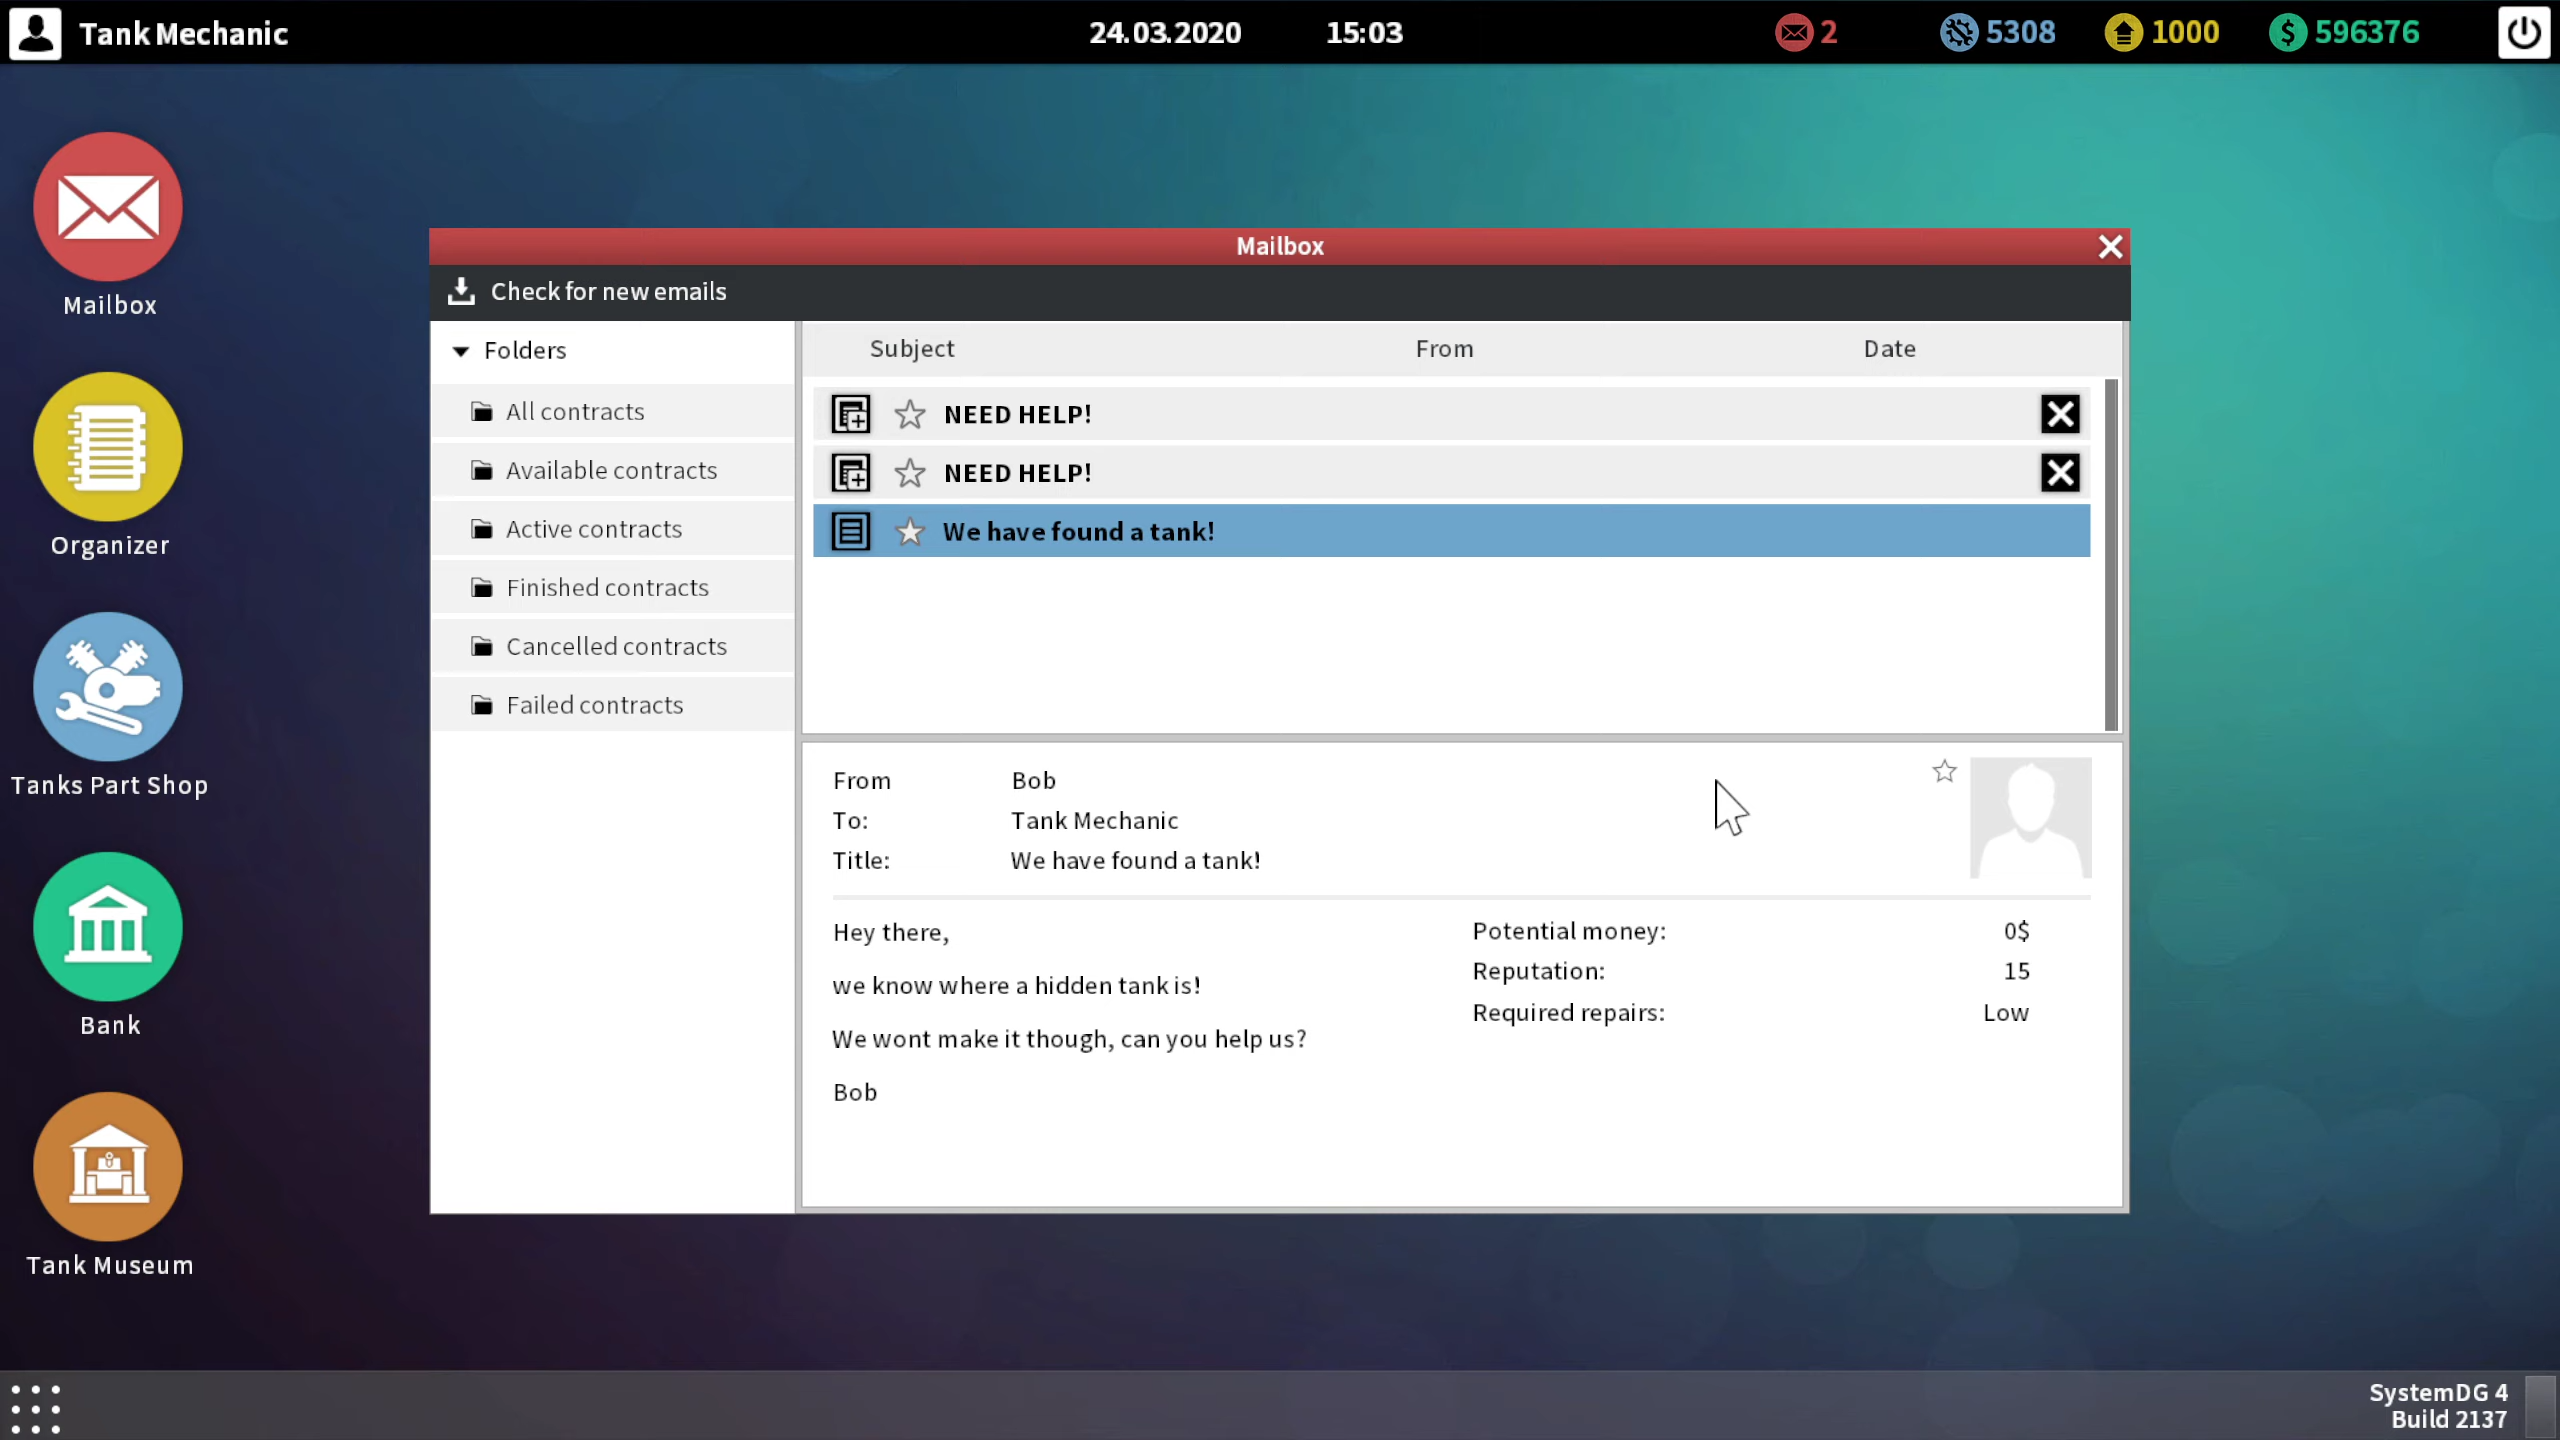 Tank Mechanic
24.03.2020
15:03
2
5308
1000
596376
Mailbox
Organizer
Tanks Part Shop
Bank
Tank Museum
Mailbox
Check for new emails
Folders
All contracts
Available contracts
Active contracts
Finished contracts
Cancelled contracts
Failed contracts
Subject From Date
NEED HELP!
NEED HELP!
We have found a tank!
From Bob
To: Tank Mechanic
Title: We have found a tank!
Hey there,
we know where a hidden tank is!
We wont make it though, can you help us?
Bob
Potential money: 0$
Reputation: 15
Required repairs: Low
SystemDG 4
Build 2137